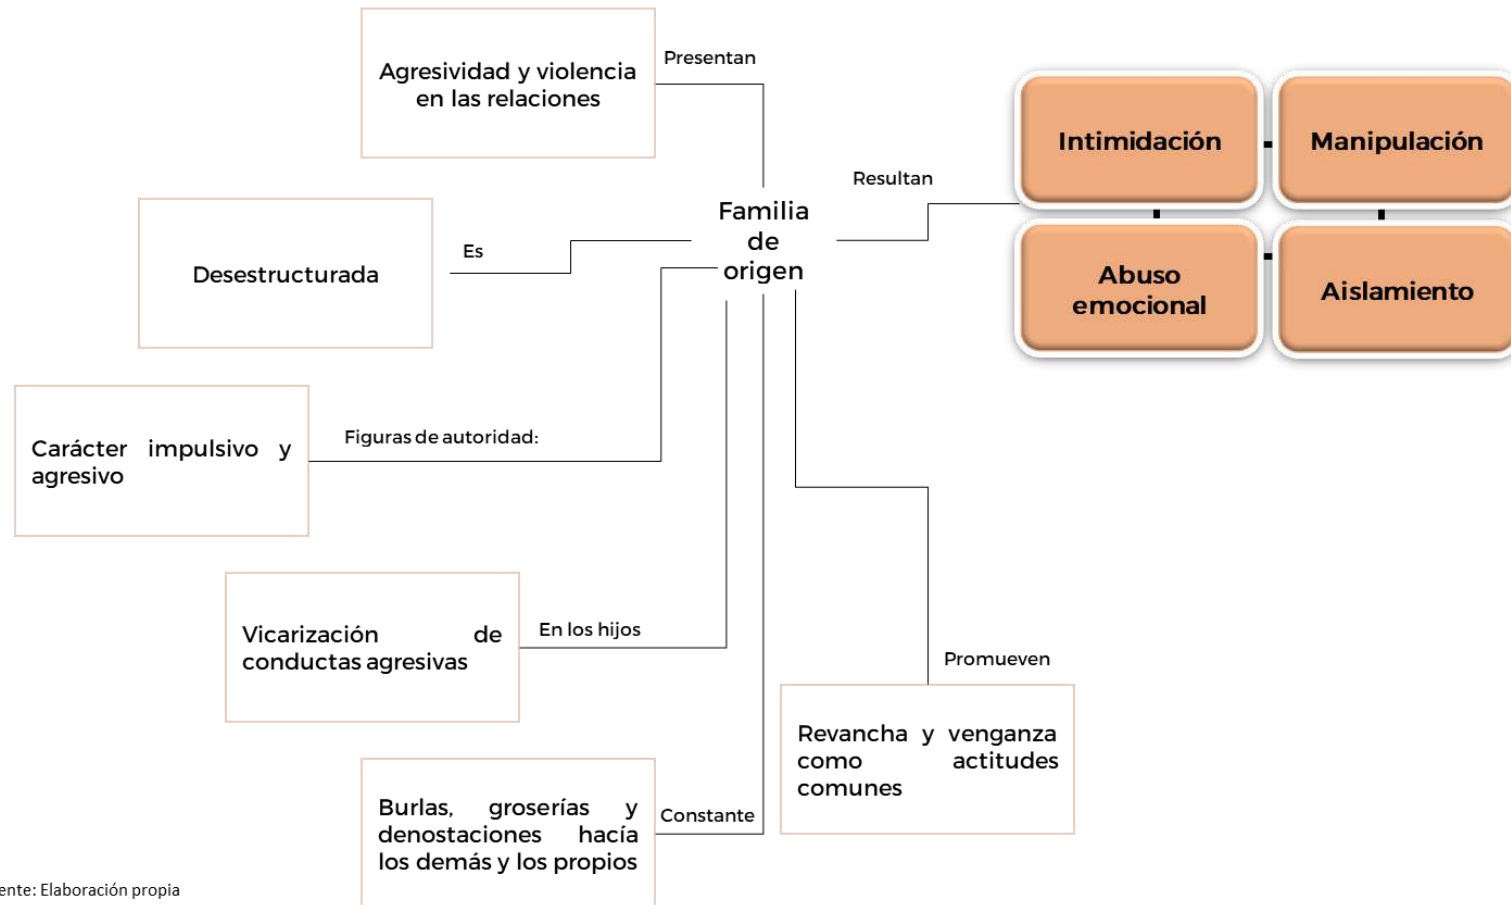 Agresividad y violencia
en las relaciones
Presentan
Desestructurada
Es
Familia
de
origen
Resultan
Intimidación
Manipulación
Abuso
emocional
Aislamiento
Carácter impulsivo y
agresivo
Figuras de autoridad:
Vicarización de
conductas agresivas
En los hijos
Promueven
Revancha y venganza
como actitudes
comunes
Burlas, groserías y
denostaciones hacía
los demás y los propios
Constante
ente: Elaboración propia